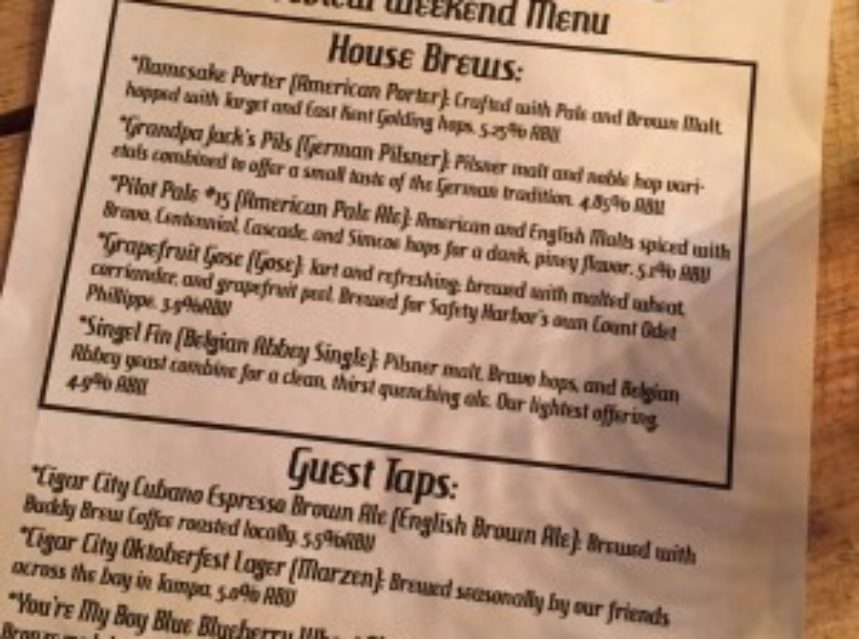 Weekend Menu
House Brews:
*Namesake Porter (American Porter): Crafted with Pale and Brown Malt,
hopped with Target and East Kent Golding hops. 5.25% ABV
*Grandpa Jack's Pils (German Pilsner): Pilsner malt and noble hop vari-
etals combined to offer a small taste of the German tradition. 4.85% ABV
*Pilot Pale #15 (American Pale Ale): American and English Malts spiced with
Bravo, Centennial, Cascade, and Simcoe hops for a dank, piney flavor. 5.1% ABV
*Grapefruit Gose (Gose): Tart and refreshing; brewed with malted wheat,
corriander, and grapefruit peel. Brewed for Safety Harbor's own Count Odet
Phillippe. 3.9%ABV
*Singel Fin (Belgian Abbey Single): Pilsner malt, Bravo hops, and Belgian
Abbey yeast combine for a clean, thirst quenching ale. Our lightest offering.
4.9% ABV
Guest Taps:
*Cigar City Cubano Espresso Brown Ale (English Brown Ale): Brewed with
Buddy Brew Coffee roasted locally. 5.5%ABV
*Cigar City Oktoberfest Lager (Marzen): Brewed seasonally by our friends
across the bay in Tampa. 5.0% ABV
*You're My Boy Blue Blueberry